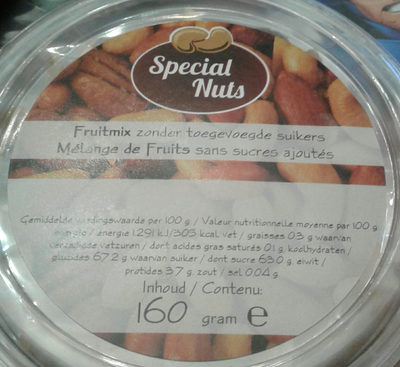 Special
Nuts
Fruitmix zonder toegevoegde suikers
Mélange de Fruits sans sucres ajoutés
Gemiddelde voedingswaarde per 100 g / Valeur nutritionnelle moyenne par 100 g
energie / énergie 1291 kJ/305 kcal, vet / graisses 0.3 g waarvan
verzadigde vetzuren / dont acides gras saturés 0.1 g, koolhydraten /
glucides 67.2 g waarvan suiker / dont sucre 63.0 g, eiwit /
protides 3.7 g, zout / sel 0.04 g
Inhoud / Contenu:
160 gram e